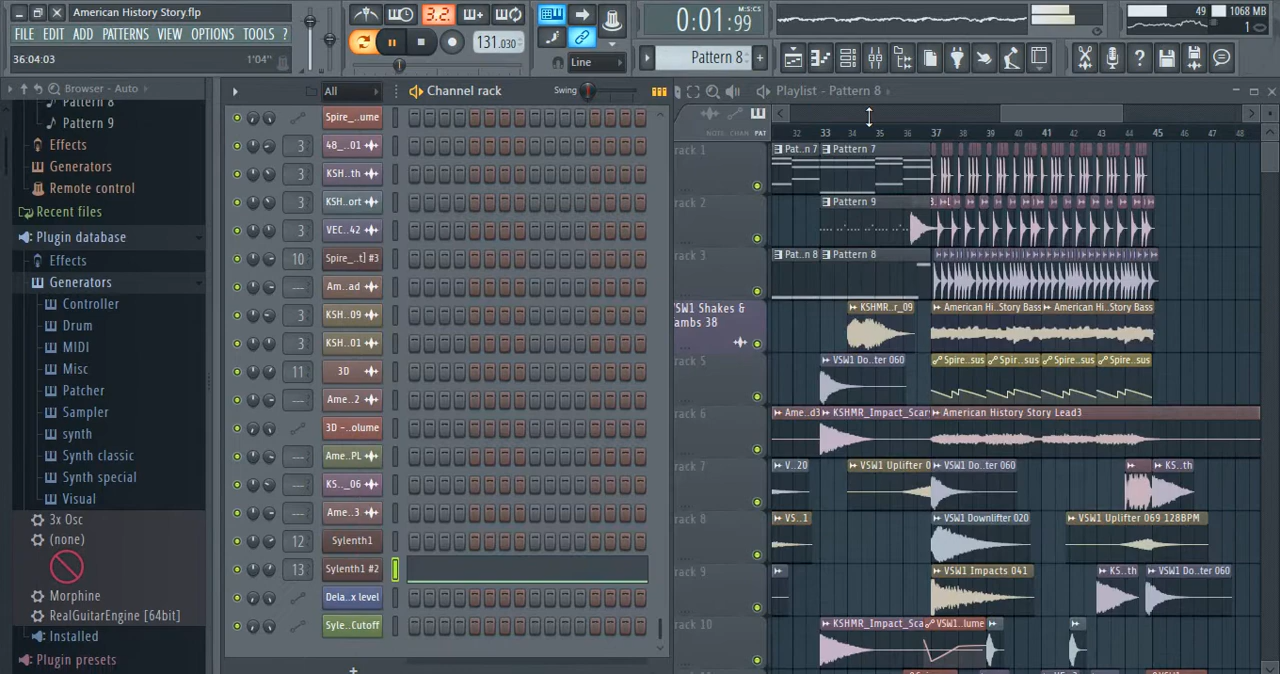 American History Story.flp
FILE EDIT ADD PATTERNS VIEW OPTIONS TOOLS ?
36:04:03 1'04"
3.2
131.030
Line
0:01:99
M:S:CS
Pattern 8
49 1068 MB
1
Browser - Auto
Pattern 8
Pattern 9
Effects
Generators
Remote control
Recent files
Plugin database
Effects
Generators
Controller
Drum
MIDI
Misc
Patcher
Sampler
synth
Synth classic
Synth special
Visual
3x Osc
(none)
Morphine
RealGuitarEngine [64bit]
Installed
Plugin presets
All Channel rack Swing
Spire_..ume
3 48_..01
3 KSH..th
3 KSH..ort
3 VEC..42
10 Spire_..t] #3
--- Am..ad
3 KSH..09
3 KSH..01
11 3D
--- Ame..2
3D -..olume
--- Ame..PL
--- KS.._06
--- Ame..3
12 Sylenth1
13 Sylenth1 #2
Dela..x level
Syle..Cutoff
Playlist - Pattern 8
NOTE CHAN PAT
32 33 34 35 36 37 38 39 40 41 42 43 44 45 46 47 48
rack 1 Pat..n 7 Pattern 7
rack 2 Pattern 9
rack 3 Pat..n 8 Pattern 8
VSW1 Shakes &
ambs 38
KSHMR..r_09 American Hi..Story Bass American Hi..Story Bass
rack 5 VSW1 Do..ter 060 Spire..sus Spir..sus Spire..sus Spire..sus
rack 6 Ame..d3 KSHMR_Impact_Scar American History Story Lead3
rack 7 V..20 VSW1 Uplifter 0 VSW1 Do..ter 060 KS..th
rack 8 VS..1 VSW1 Downlifter 020 VSW1 Uplifter 069 128BPM
rack 9 VSW1 Impacts 041 KS..th VSW1 Do..ter 060
rack 10 KSHMR_Impact_Sca VSW1..lume